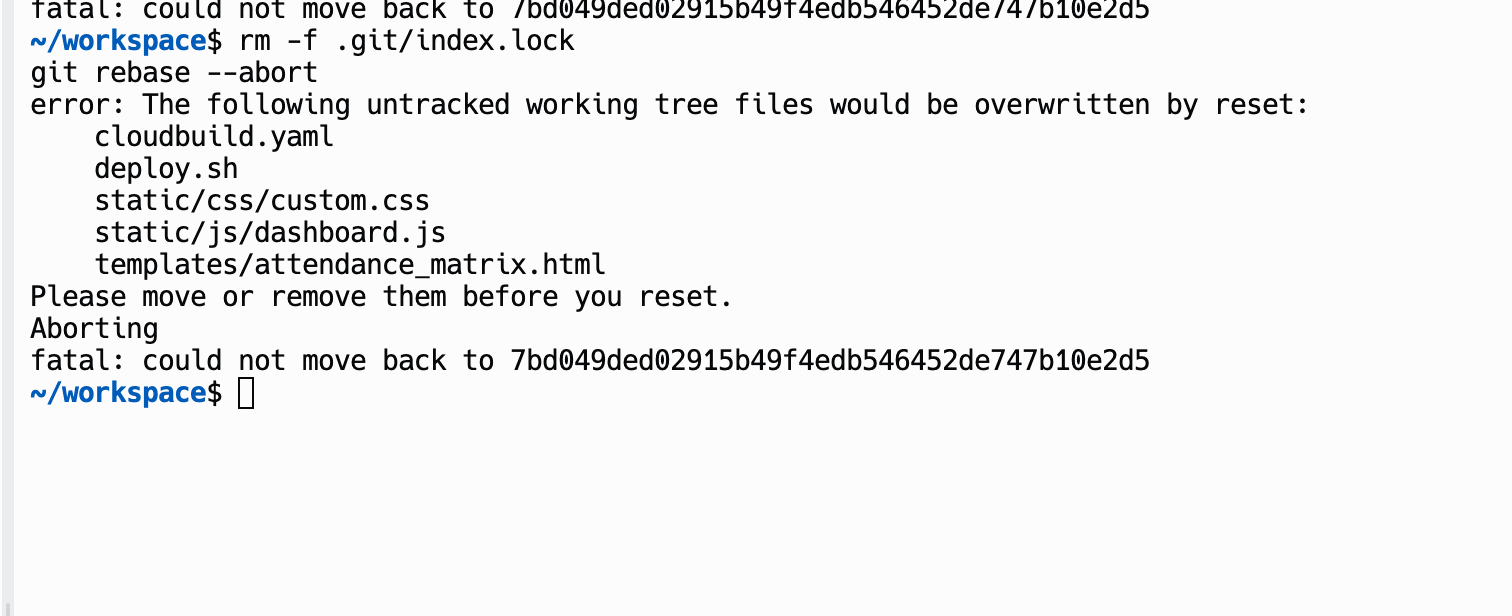 fatal: could not move back to 7bd049ded02915b49f4edb546452de747b10e2d5
~/workspace$ rm -f .git/index.lock
git rebase --abort
error: The following untracked working tree files would be overwritten by reset:
    cloudbuild.yaml
    deploy.sh
    static/css/custom.css
    static/js/dashboard.js
    templates/attendance_matrix.html
Please move or remove them before you reset.
Aborting
fatal: could not move back to 7bd049ded02915b49f4edb546452de747b10e2d5
~/workspace$